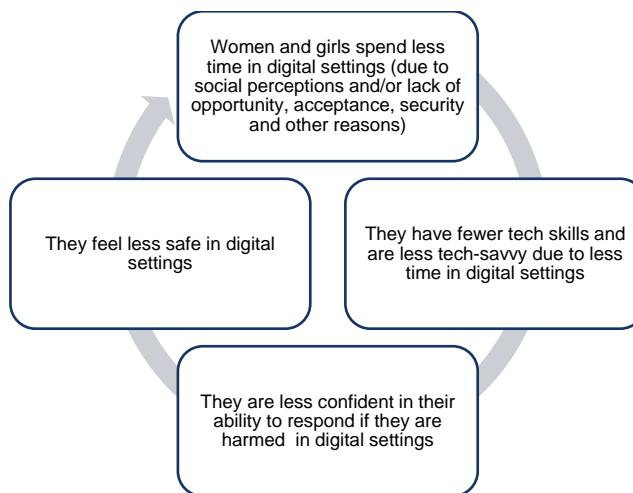 Women and girls spend less
time in digital settings (due to
social perceptions and/or lack of
opportunity, acceptance, security
and other reasons)
They have fewer tech skills and
are less tech-savvy due to less
time in digital settings
They are less confident in their
ability to respond if they are
harmed  in digital settings
They feel less safe in digital
settings